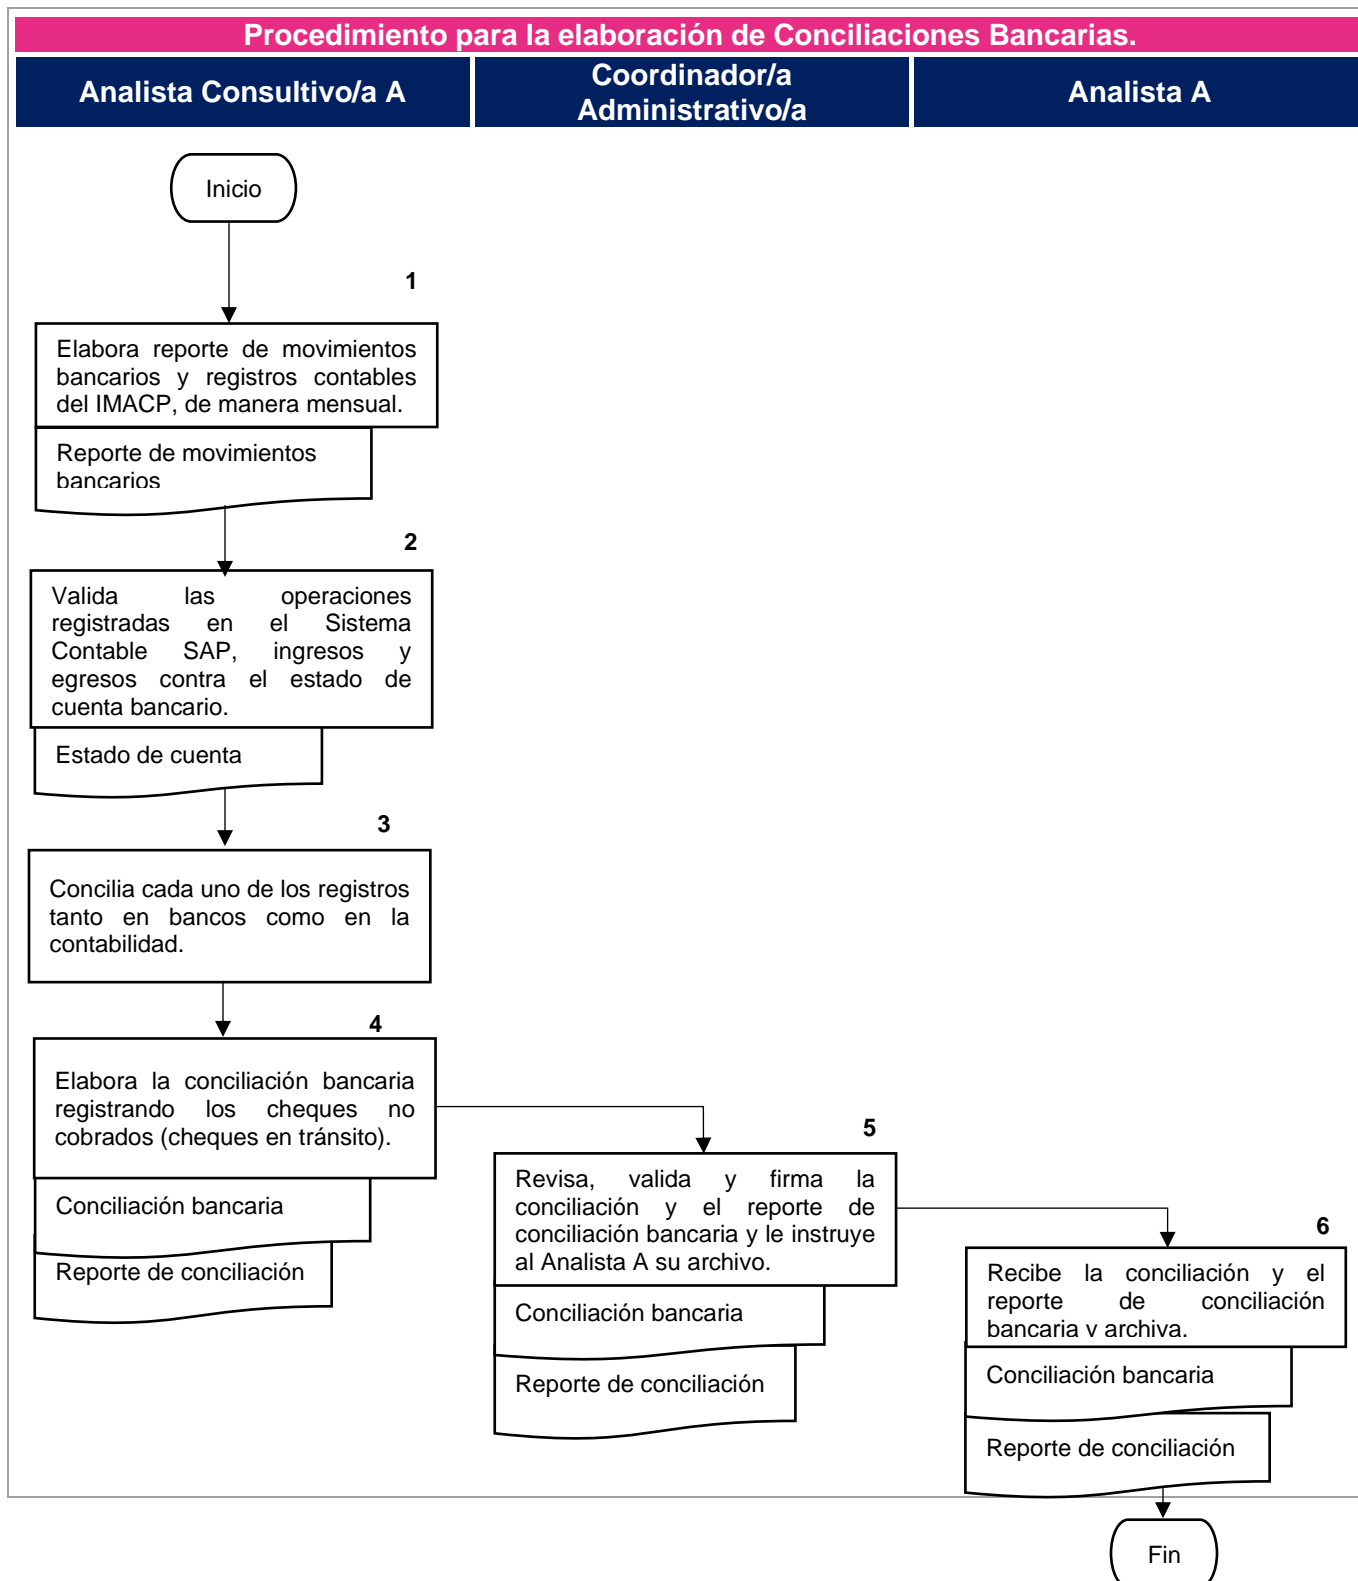 Procedimiento para la elaboración de Conciliaciones Bancarias.
Analista Consultivo/a A
Coordinador/a
Administrativo/a
Analista A
Inicio
1
Elabora reporte de movimientos
bancarios y registros contables
del IMACP, de manera mensual.
Reporte de movimientos
bancarios
2
Valida las operaciones
registradas en el Sistema
Contable SAP, ingresos y
egresos contra el estado de
cuenta bancario.
Estado de cuenta
3
Concilia cada uno de los registros
tanto en bancos como en la
contabilidad.
4
Elabora la conciliación bancaria
registrando los cheques no
cobrados (cheques en tránsito).
Conciliación bancaria
Reporte de conciliación
5
Revisa, valida y firma la
conciliación y el reporte de
conciliación bancaria y le instruye
al Analista A su archivo.
Conciliación bancaria
Reporte de conciliación
6
Recibe la conciliación y el
reporte de conciliación
bancaria y archiva.
Conciliación bancaria
Reporte de conciliación
Fin